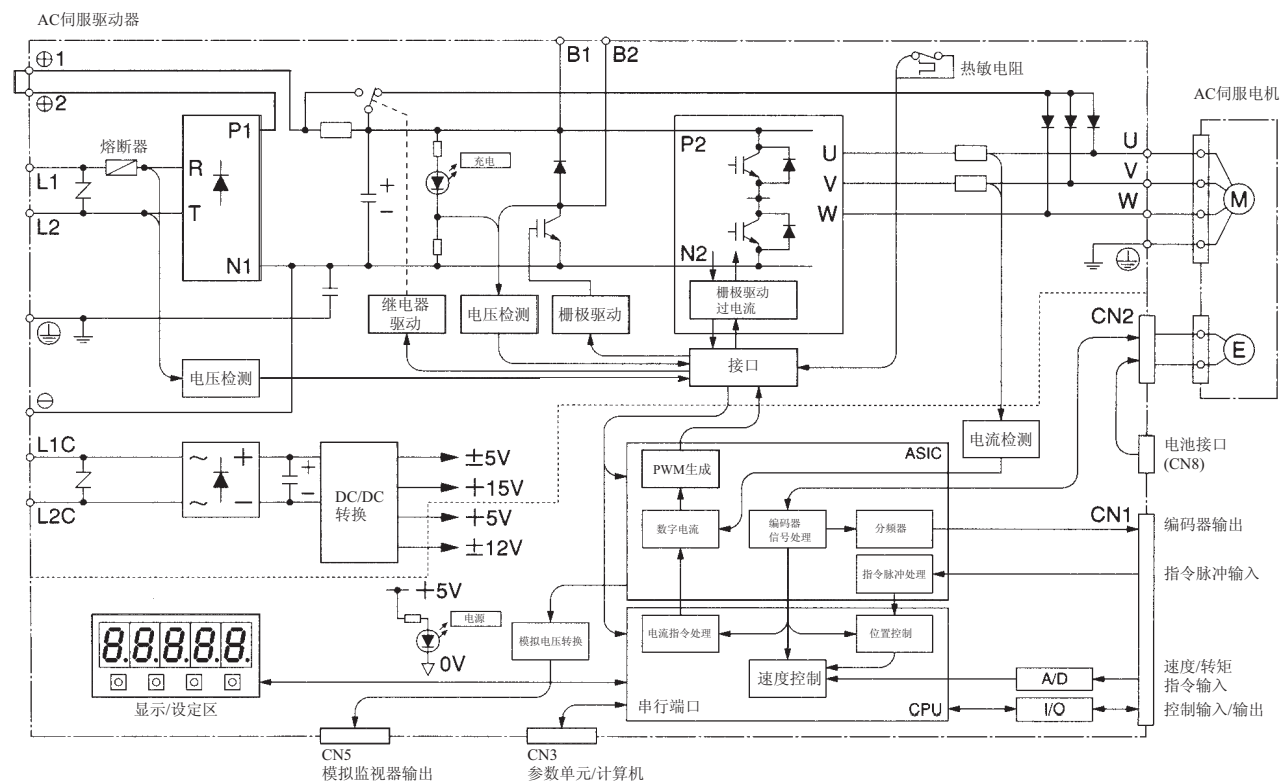 AC伺服驱动器
⊕1
B1
B2
热敏电阻
⊕2
AC伺服电机
P1
熔断器
P2
U
U
R
充电
L1
V
V
+
L2
T
−
W
W
M
N1
N2
继电器
驱动
电压检测
栅极驱动
栅极驱动
过电流
CN2
接口
E
电压检测
⊖
L1C
电流检测
电池接口
(CN8)
ASIC
~
+
+
±5V
PWM生成
−
DC/DC
转换
+15V
CN1
L2C
~
−
+5V
数字电流
编码器
信号处理
分频器
编码器输出
±12V
指令脉冲处理
指令脉冲输入
+5V
电源
模拟电压转换
电流指令处理
位置控制
8.8.8.8.8.
0V
速度控制
A/D
速度/转矩
指令输入
显示/设定区
串行端口
CPU
I/O
控制输入/输出
CN5
模拟监视器输出
CN3
参数单元/计算机